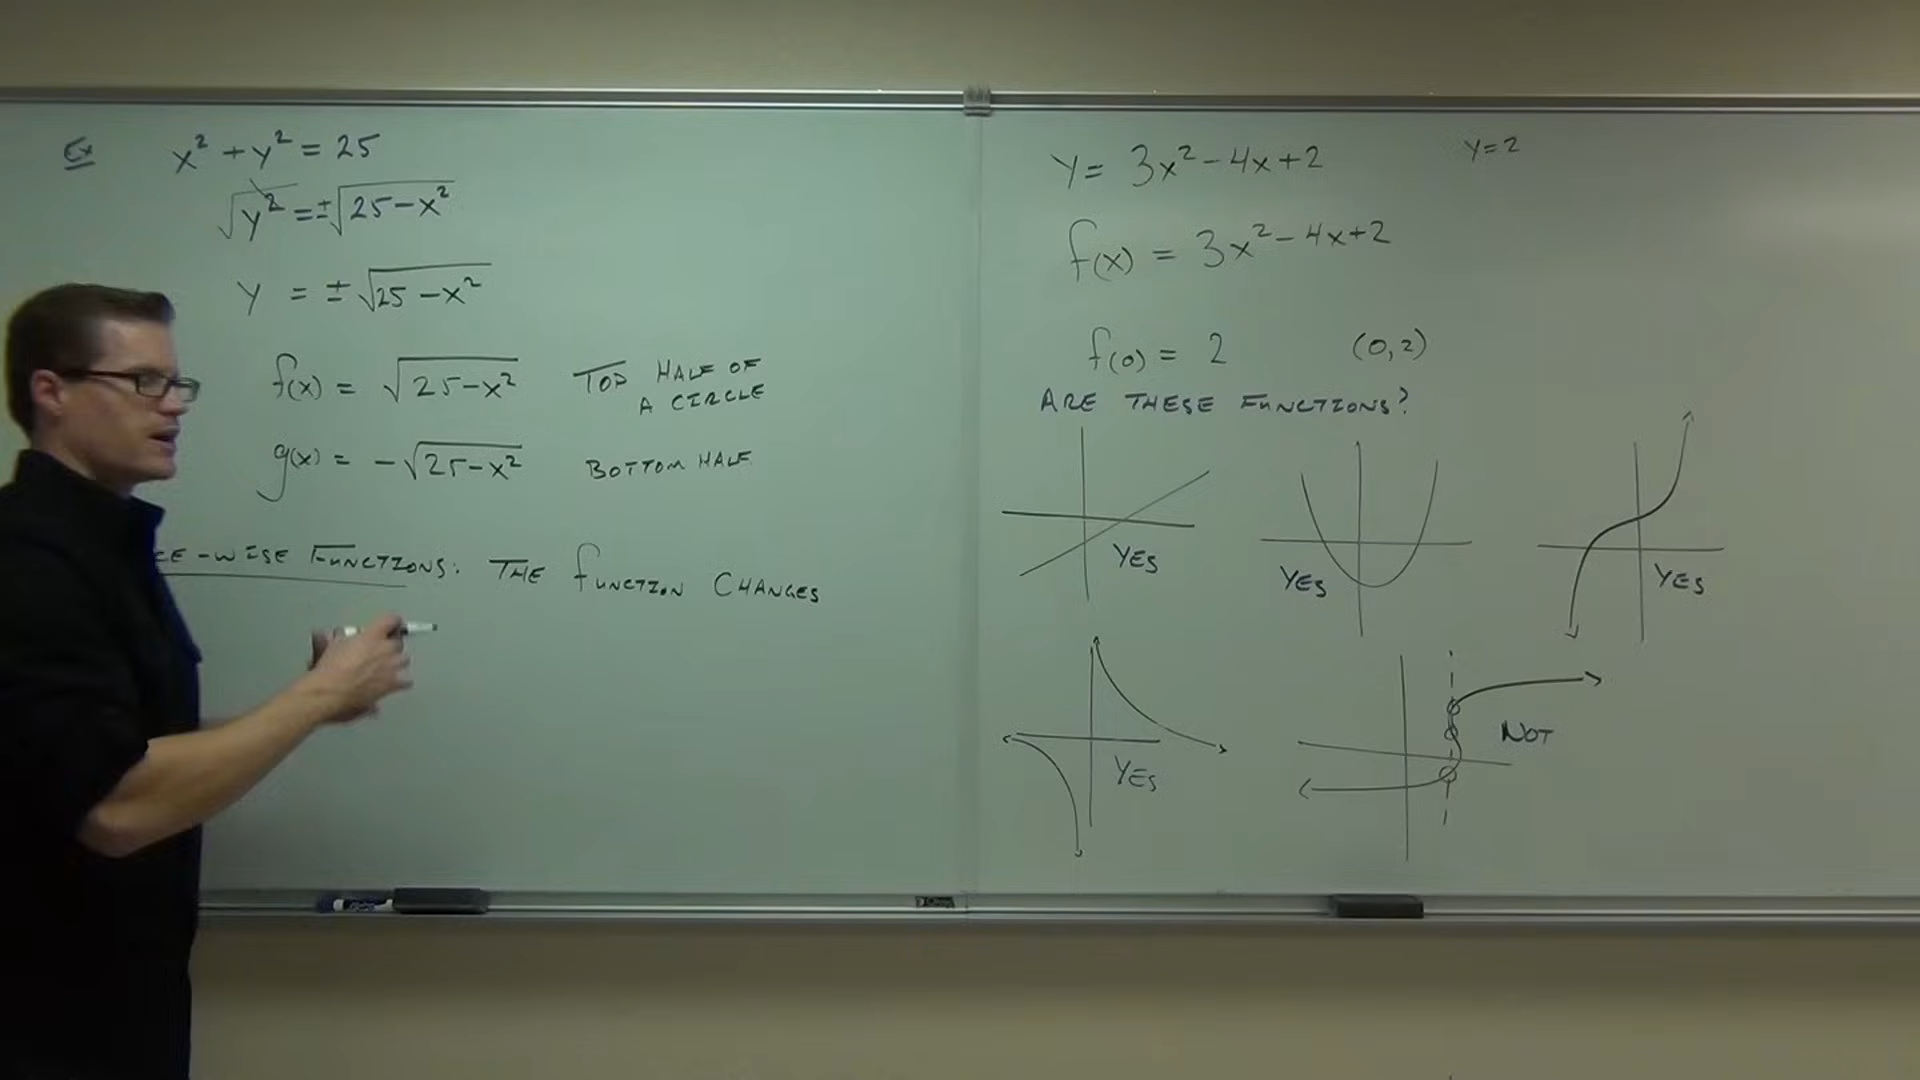 Ex x² + y² = 25
√y² = ±√25-x²
y = ±√25-x²
f(x) = √25-x² TOP HALF OF
A CIRCLE
g(x) = -√25-x² BOTTOM HALF
CE-WISE FUNCTIONS: THE FUNCTION CHANGES
y = 3x² - 4x + 2 y = 2
f(x) = 3x² - 4x + 2
f(0) = 2 (0,2)
ARE THESE FUNCTIONS?
YES YES YES
YES NOT